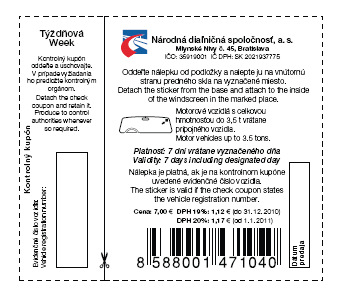 Týždňová
Week
Kontrolný kupón
oddeľte a uschovajte.
V prípade vyžiadania
ho predložte kontrolným
orgánom.
Detach the check
coupon and retain it.
Produce to control
authorities whenever
so required.
Kontrolný kupón
Evidenčné číslo vozidla:
Vehicle registration number:
Národná diaľničná spoločnosť, a. s.
Mlynské Nivy č. 45, Bratislava
IČO: 35919001 IČ DPH: SK 2021937775
Oddeľte nálepku od podložky a nalepte ju na vnútornú
stranu predného skla na vyznačené miesto.
Detach the sticker from the base and attach to the inside
of the windscreen in the marked place.
Motorové vozidlá s celkovou
hmotnosťou do 3,5 t vrátane
prípojného vozidla.
Motor vehicles up to 3.5 tons.
Platnosť: 7 dní vrátane vyznačeného dňa
Validity: 7 days including designated day
Nálepka je platná, ak je na kontrolnom kupóne
uvedené evidenčné číslo vozidla.
The sticker is valid if the check coupon states
the vehicle registration number.
Cena: 7,00 € DPH 19%: 1,12 € (do 31.12.2010)
DPH 20%: 1,17 € (od 1.1.2011)
8 588001 471040
Dátum
predaja